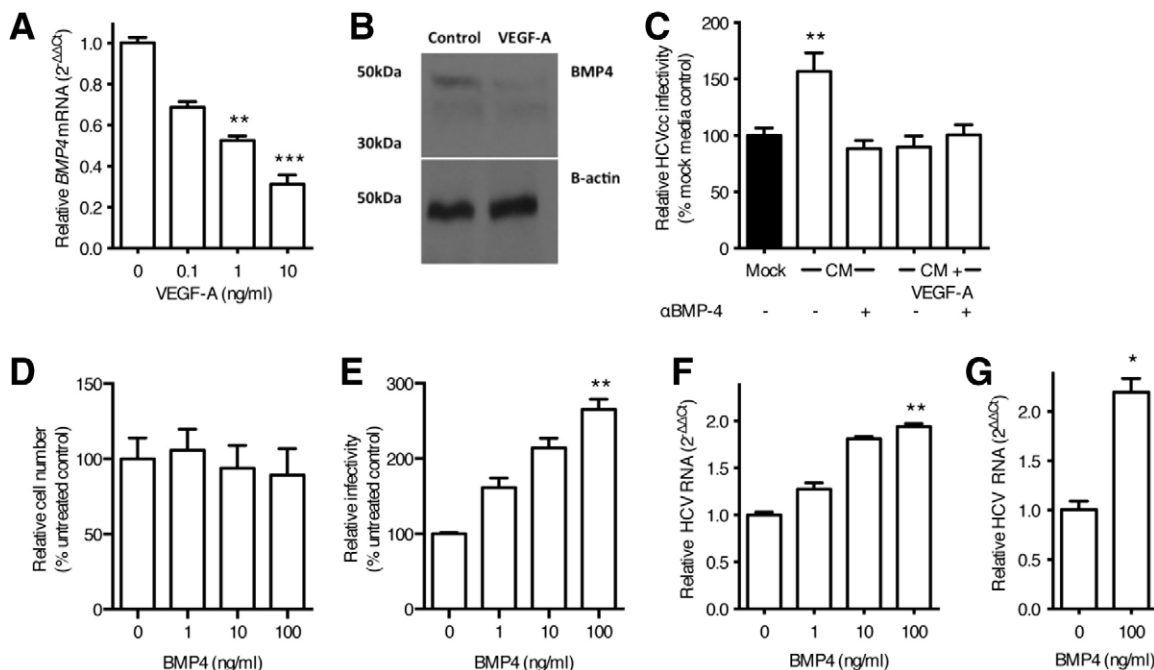 A
Relative BMP4 mRNA (2^-ΔΔCt)
1.0
0.8
0.6
0.4
0.2
0.0
**
***
0 0.1 1 10
VEGF-A (ng/ml)
B
Control VEGF-A
50kDa
BMP4
30kDa
50kDa
B-actin
C
Relative HCVcc infectivity
(% mock media control)
200
150
100
50
0
**
Mock CM CM +
VEGF-A
αBMP-4 - - + - +
D
Relative cell number
(% untreated control)
150
100
50
0
0 1 10 100
BMP4 (ng/ml)
E
Relative infectivity
(% untreated control)
300
200
100
0
**
0 1 10 100
BMP4 (ng/ml)
F
Relative HCV RNA (2^-ΔΔCt)
2.0
1.5
1.0
2.0
0.0
**
0 1 10 100
BMP4 (ng/ml)
G
Relative HCV RNA (2^ΔΔCt)
2.0
1.5
1.0
2.0
0.0
*
0 100
BMP4 (ng/ml)